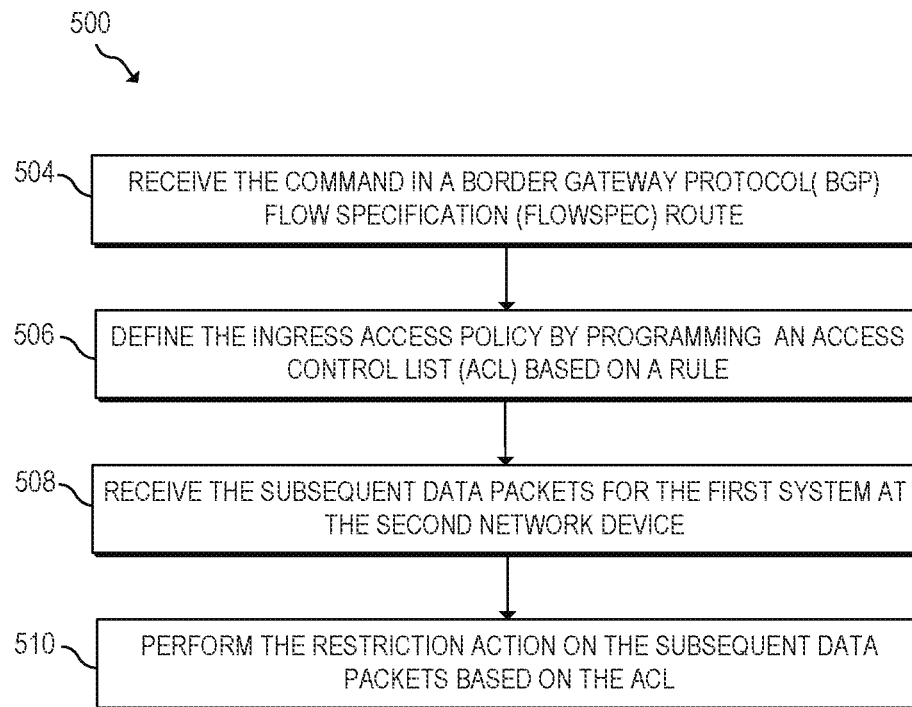 500
504
RECEIVE THE COMMAND IN A BORDER GATEWAY PROTOCOL( BGP)
FLOW SPECIFICATION (FLOWSPEC) ROUTE
506
DEFINE THE INGRESS ACCESS POLICY BY PROGRAMMING AN ACCESS
CONTROL LIST (ACL) BASED ON A RULE
508
RECEIVE THE SUBSEQUENT DATA PACKETS FOR THE FIRST SYSTEM AT
THE SECOND NETWORK DEVICE
510
PERFORM THE RESTRICTION ACTION ON THE SUBSEQUENT DATA
PACKETS BASED ON THE ACL